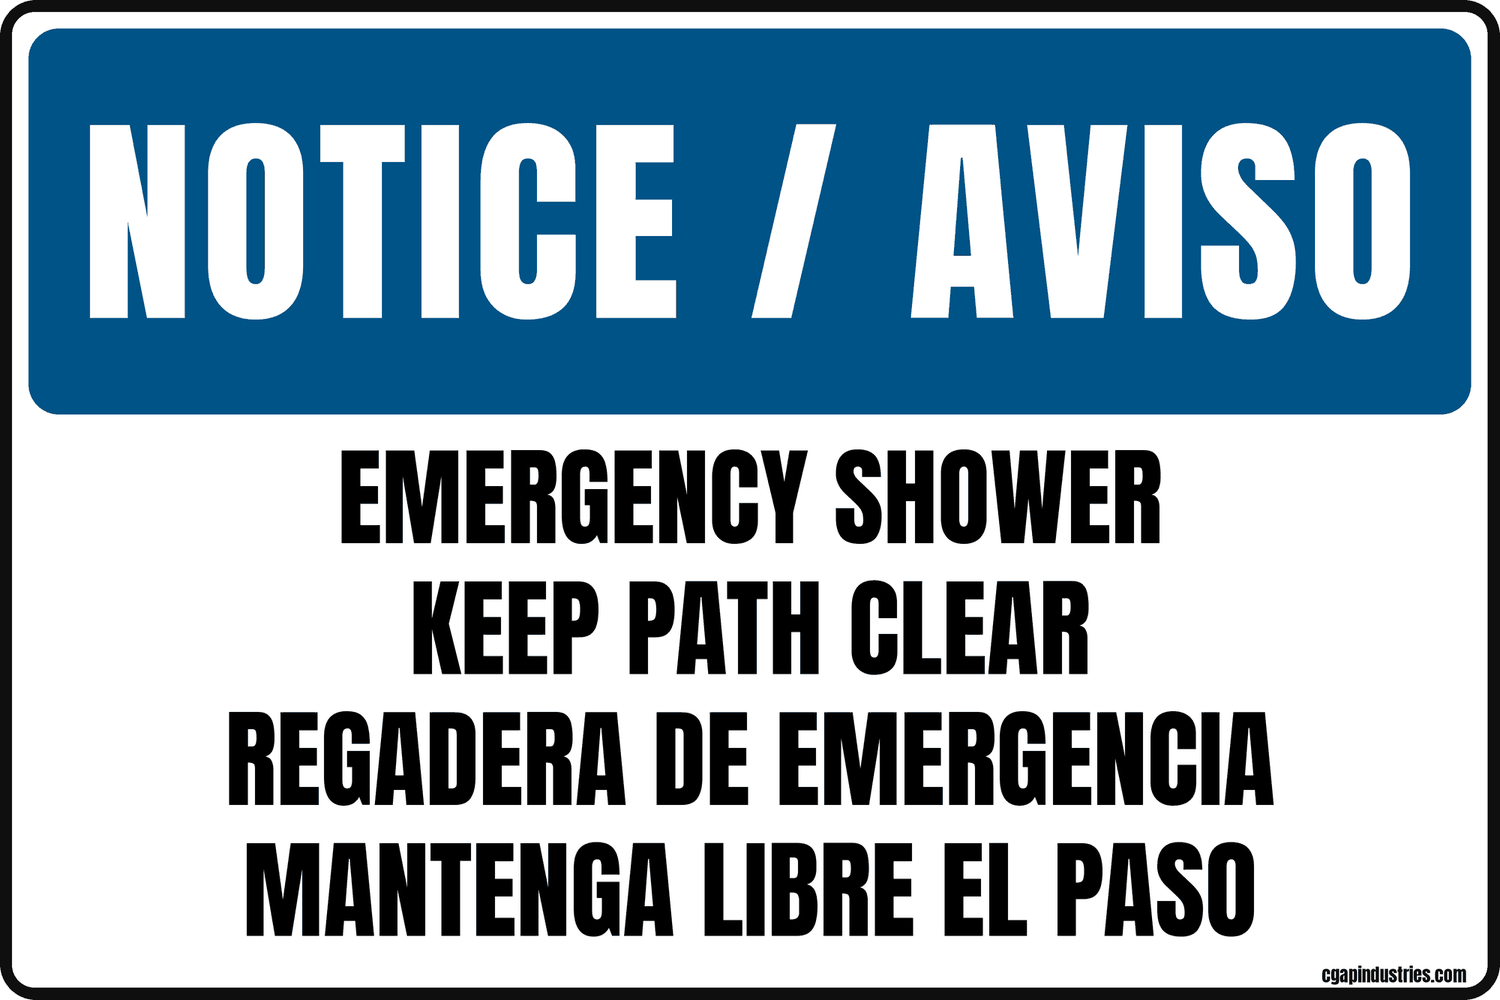 NOTICE / AVISO
EMERGENCY SHOWER
KEEP PATH CLEAR
REGADERA DE EMERGENCIA
MANTENGA LIBRE EL PASO
cgapindustries.com